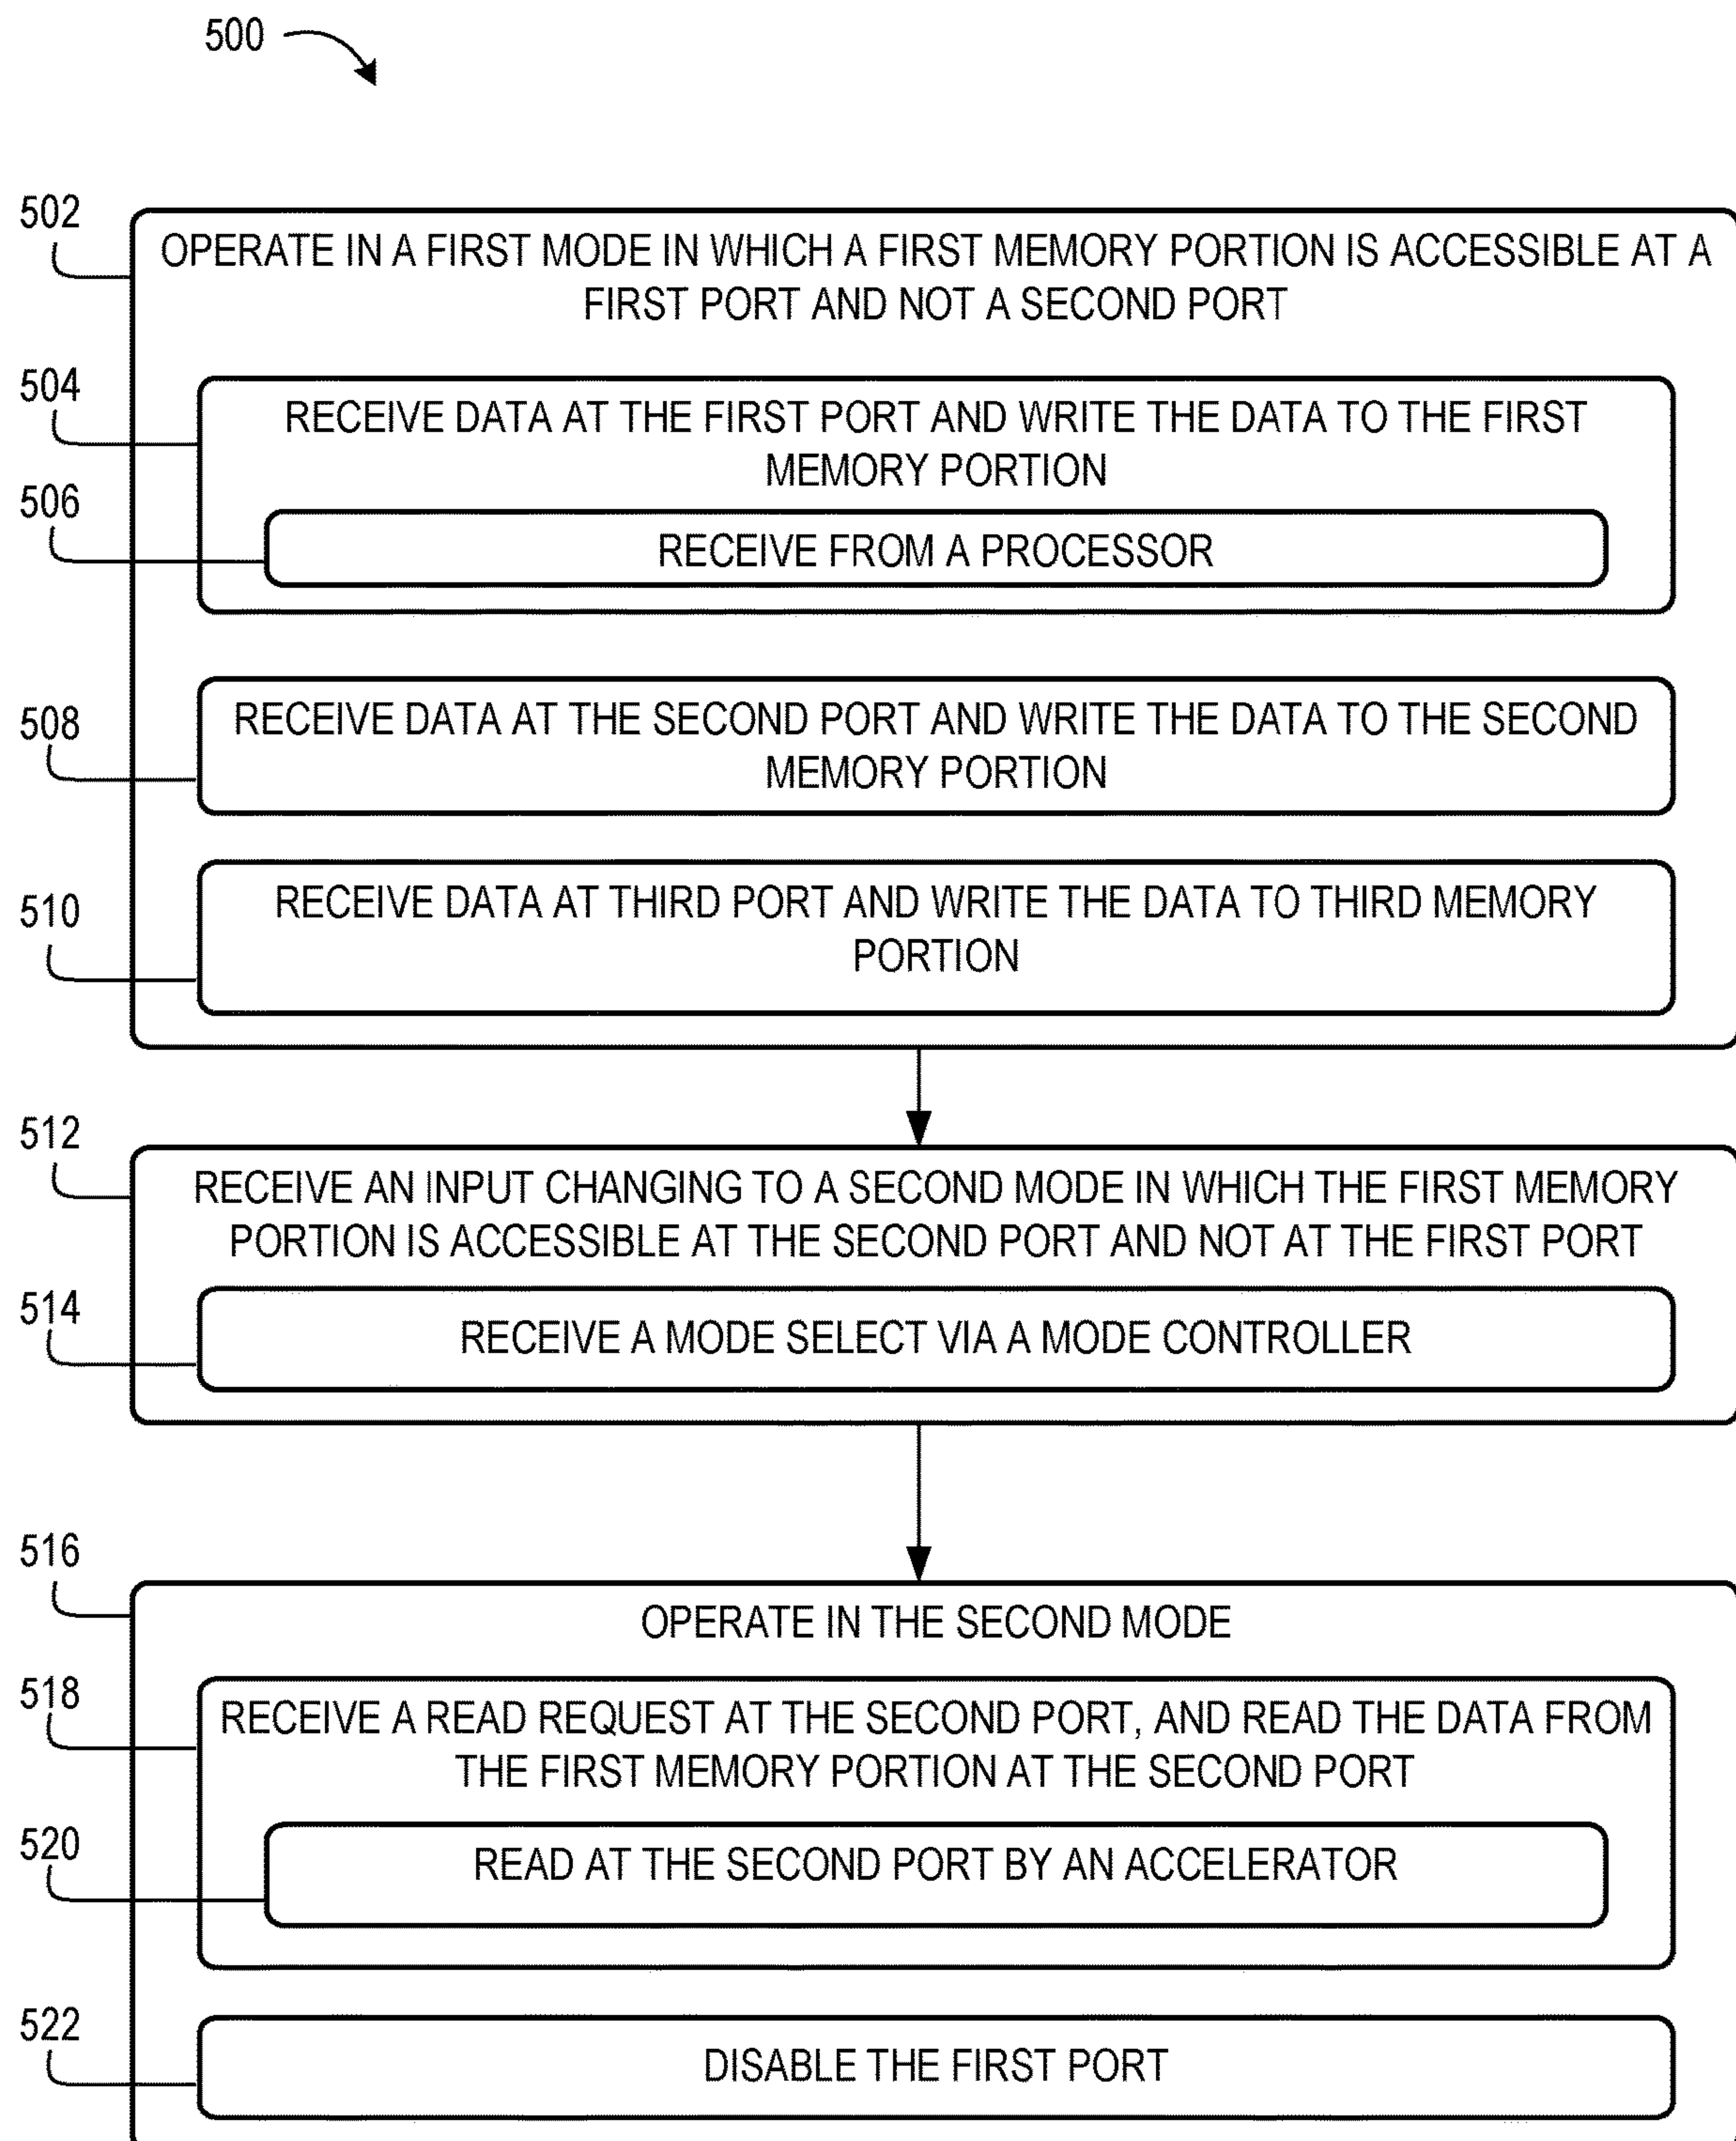 500
502
OPERATE IN A FIRST MODE IN WHICH A FIRST MEMORY PORTION IS ACCESSIBLE AT A
FIRST PORT AND NOT A SECOND PORT
504
RECEIVE DATA AT THE FIRST PORT AND WRITE THE DATA TO THE FIRST
MEMORY PORTION
506
RECEIVE FROM A PROCESSOR
508
RECEIVE DATA AT THE SECOND PORT AND WRITE THE DATA TO THE SECOND
MEMORY PORTION
510
RECEIVE DATA AT THIRD PORT AND WRITE THE DATA TO THIRD MEMORY
PORTION
512
RECEIVE AN INPUT CHANGING TO A SECOND MODE IN WHICH THE FIRST MEMORY
PORTION IS ACCESSIBLE AT THE SECOND PORT AND NOT AT THE FIRST PORT
514
RECEIVE A MODE SELECT VIA A MODE CONTROLLER
516
OPERATE IN THE SECOND MODE
518
RECEIVE A READ REQUEST AT THE SECOND PORT, AND READ THE DATA FROM
THE FIRST MEMORY PORTION AT THE SECOND PORT
520
READ AT THE SECOND PORT BY AN ACCELERATOR
522
DISABLE THE FIRST PORT